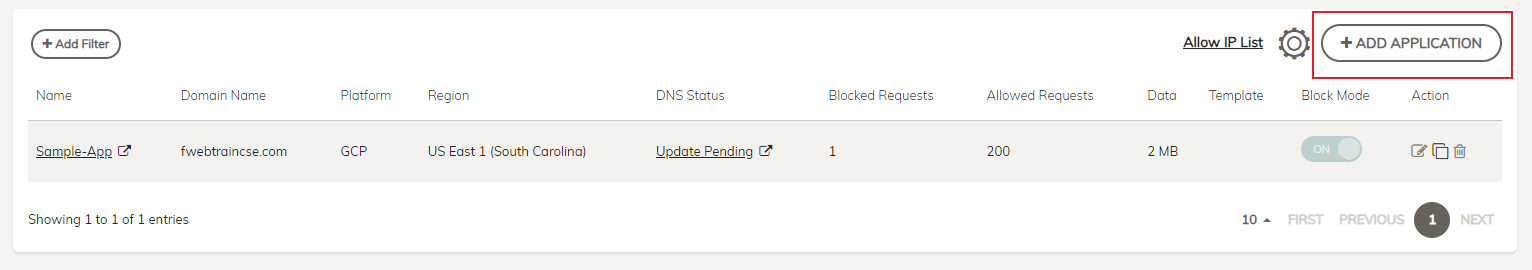 + Add Filter Allow IP List + ADD APPLICATION
Name Domain Name Platform Region DNS Status Blocked Requests Allowed Requests Data Template Block Mode Action
Sample-App fwebtraincse.com GCP US East 1 (South Carolina) Update Pending 1 200 2 MB ON
Showing 1 to 1 of 1 entries 10 FIRST PREVIOUS 1 NEXT